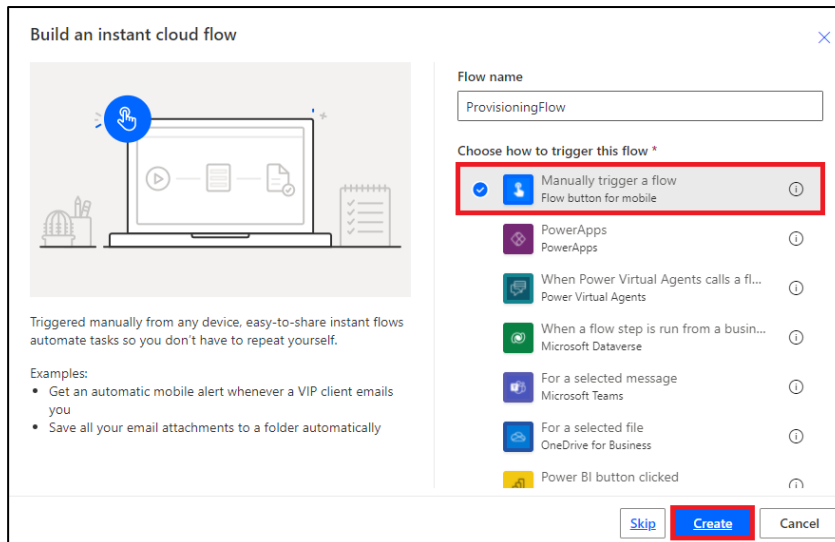 Build an instant cloud flow
Triggered manually from any device, easy-to-share instant flows
automate tasks so you don't have to repeat yourself.
Examples:
• Get an automatic mobile alert whenever a VIP client emails
you
• Save all your email attachments to a folder automatically
Flow name
ProvisioningFlow
Choose how to trigger this flow *
Manually trigger a flow
Flow button for mobile
PowerApps
PowerApps
When Power Virtual Agents calls a fl...
Power Virtual Agents
When a flow step is run from a busin...
Microsoft Dataverse
For a selected message
Microsoft Teams
For a selected file
OneDrive for Business
Power BI button clicked
Skip
Create
Cancel